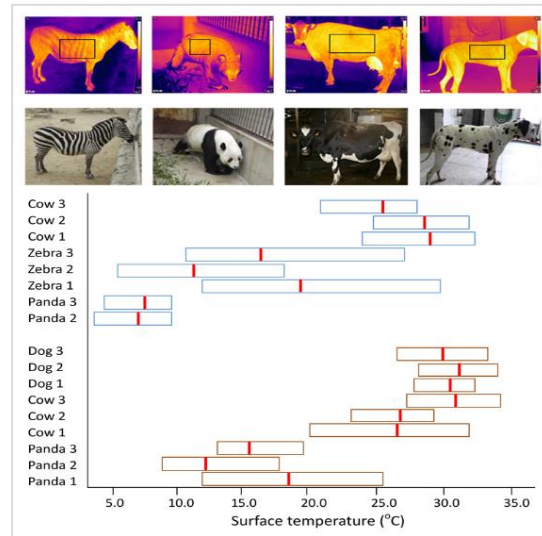 Cow 3
Cow 2
Cow 1
Zebra 3
Zebra 2
Zebra 1
Panda 3
Panda 2
Dog 3
Dog 2
Dog 1
Cow 3
Cow 2
Cow 1
Panda 3
Panda 2
Panda 1
5.0 10.0 15.0 20.0 25.0 30.0 35.0
Surface temperature (°C)